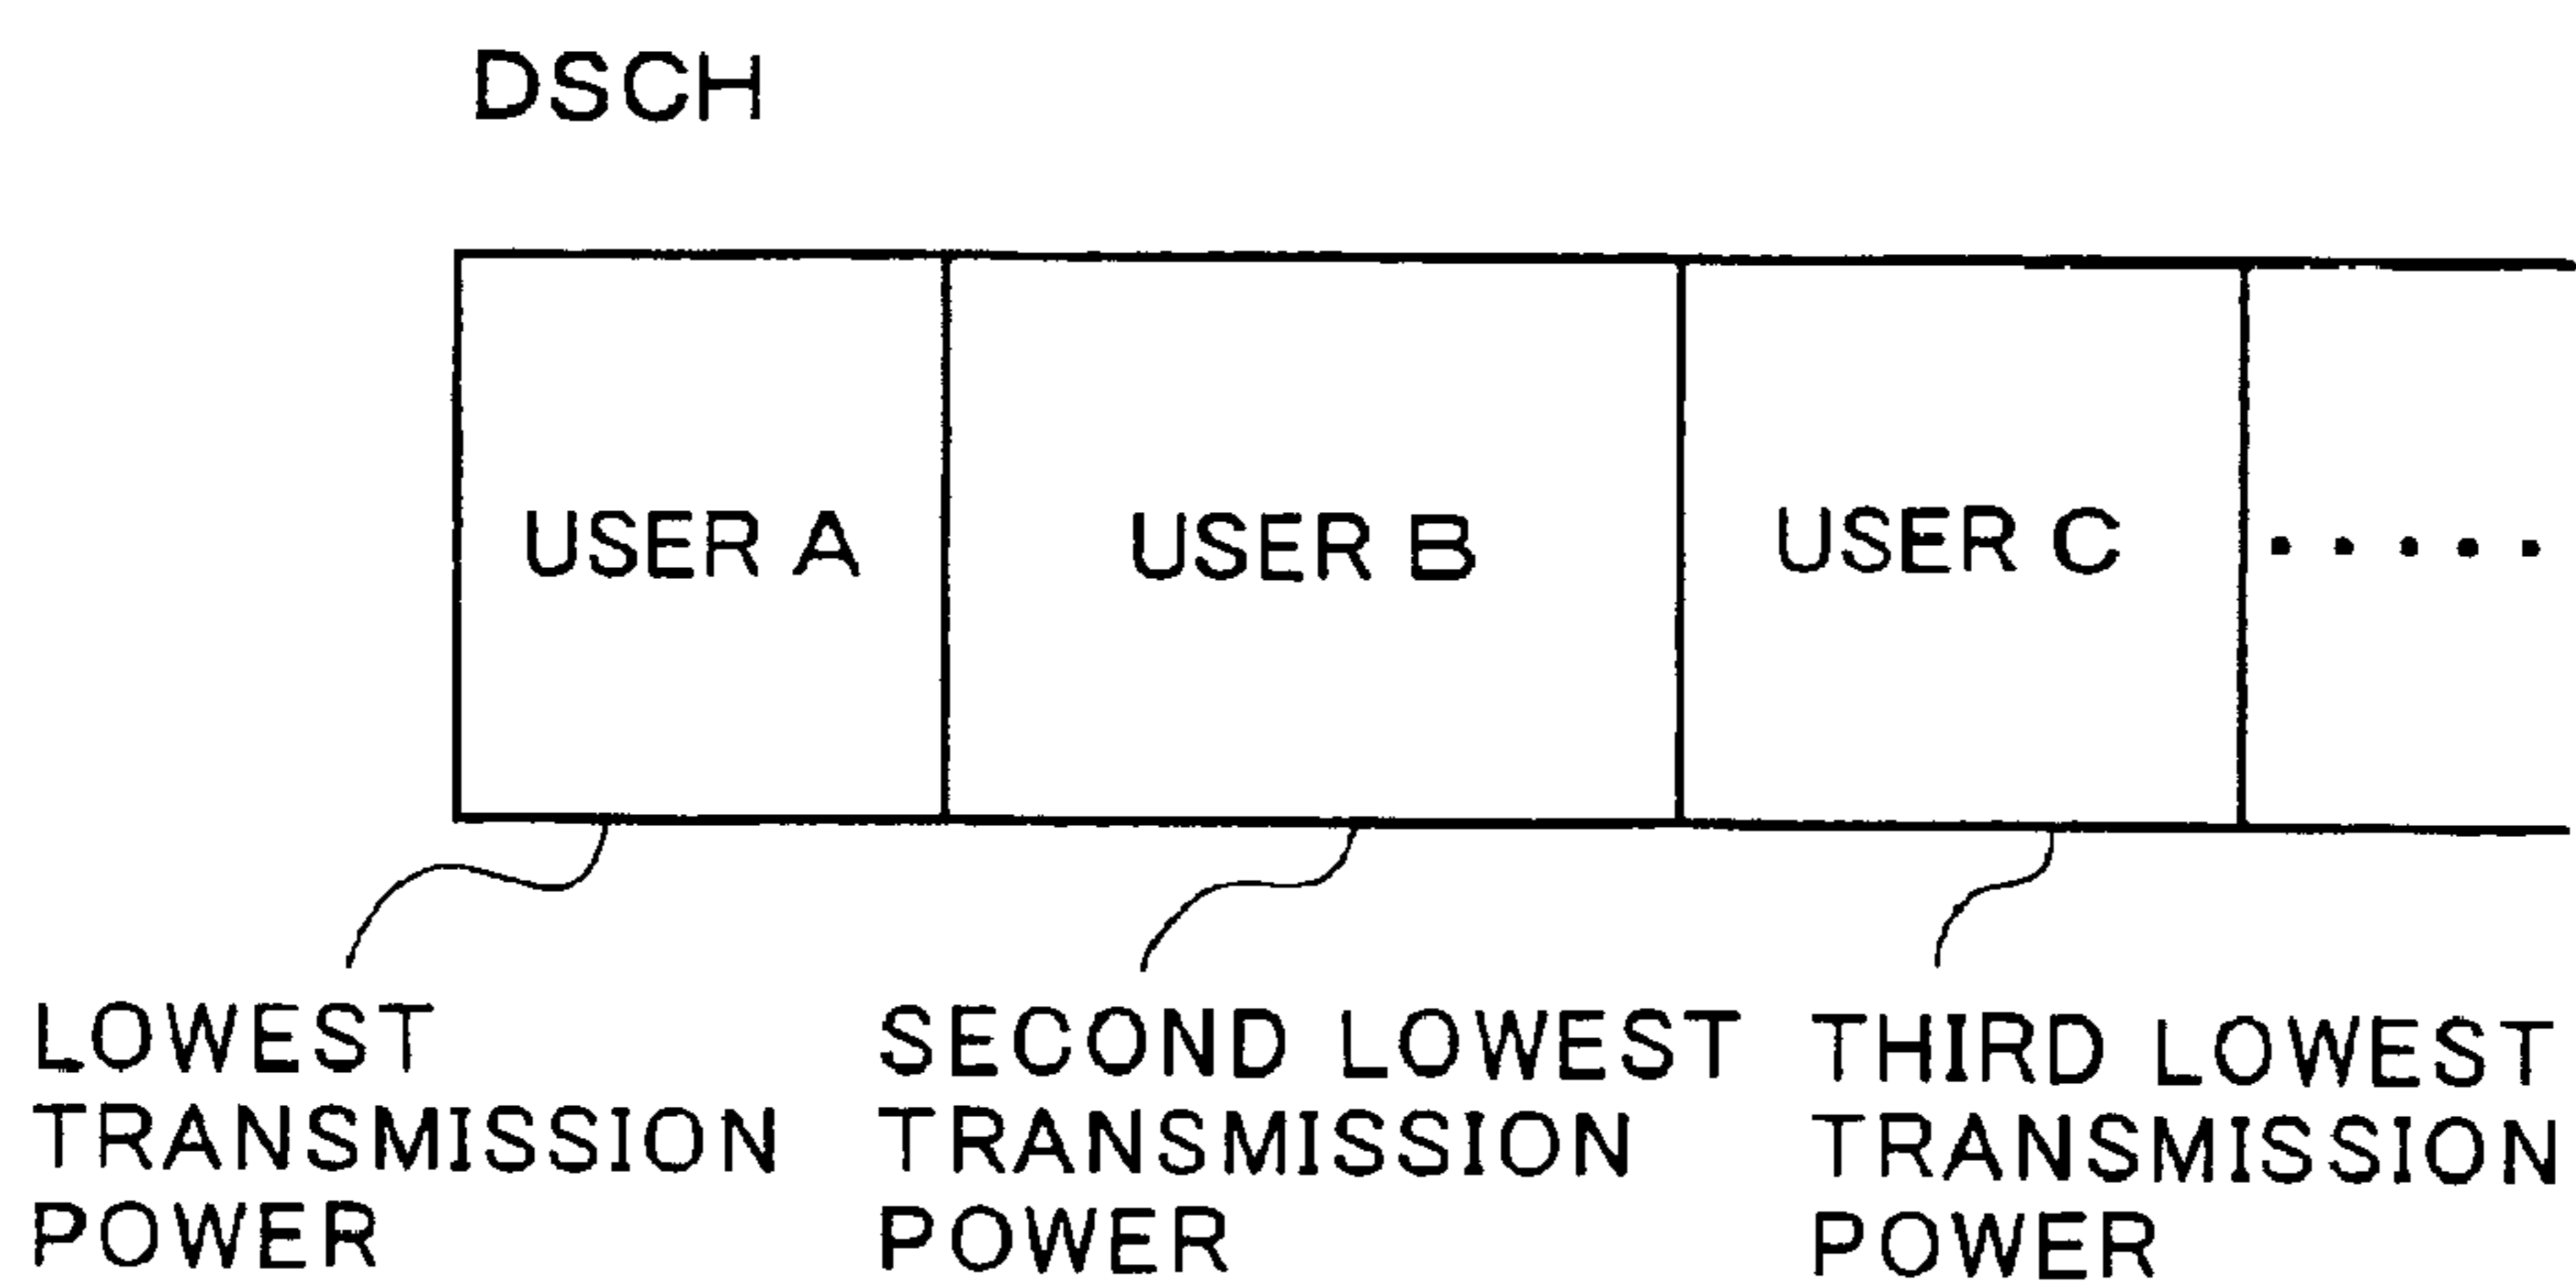 DSCH
USER A
USER B
USER C
.....
LOWEST
TRANSMISSION
POWER
SECOND LOWEST
TRANSMISSION
POWER
THIRD LOWEST
TRANSMISSION
POWER